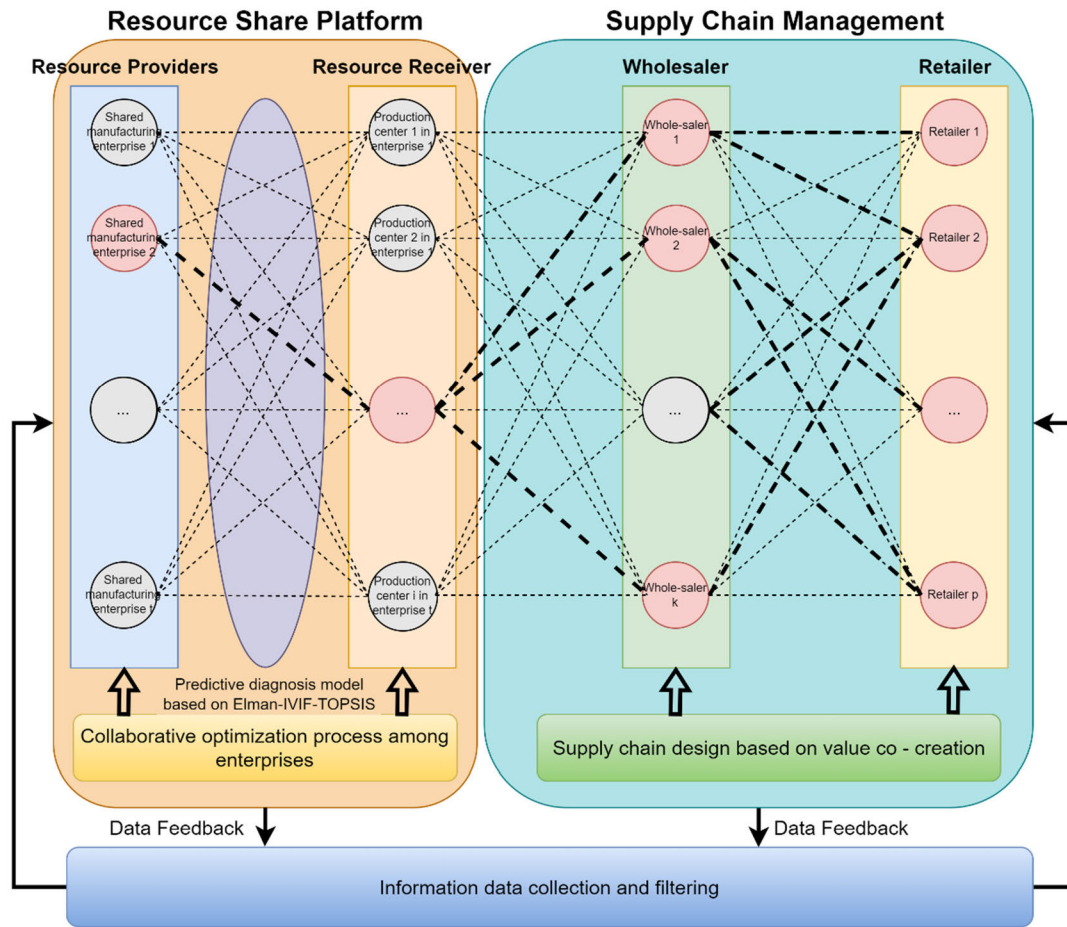 Resource Share Platform
Supply Chain Management
Resource Providers
Resource Receiver
Wholesaler
Retailer
Shared
manufacturing
enterprise 1
Production
center 1 in
enterprise 1
Whole-saler
1
Retailer 1
Shared
manufacturing
enterprise 2
Production
center 2 in
enterprise 1
Whole-saler
2
Retailer 2
...
...
...
...
Shared
manufacturing
enterprise t
Production
center i in
enterprise t
Whole-saler
k
Retailer p
Predictive diagnosis model
based on Elman-IVIF-TOPSIS
Collaborative optimization process among
enterprises
Supply chain design based on value co - creation
Data Feedback
Data Feedback
Information data collection and filtering